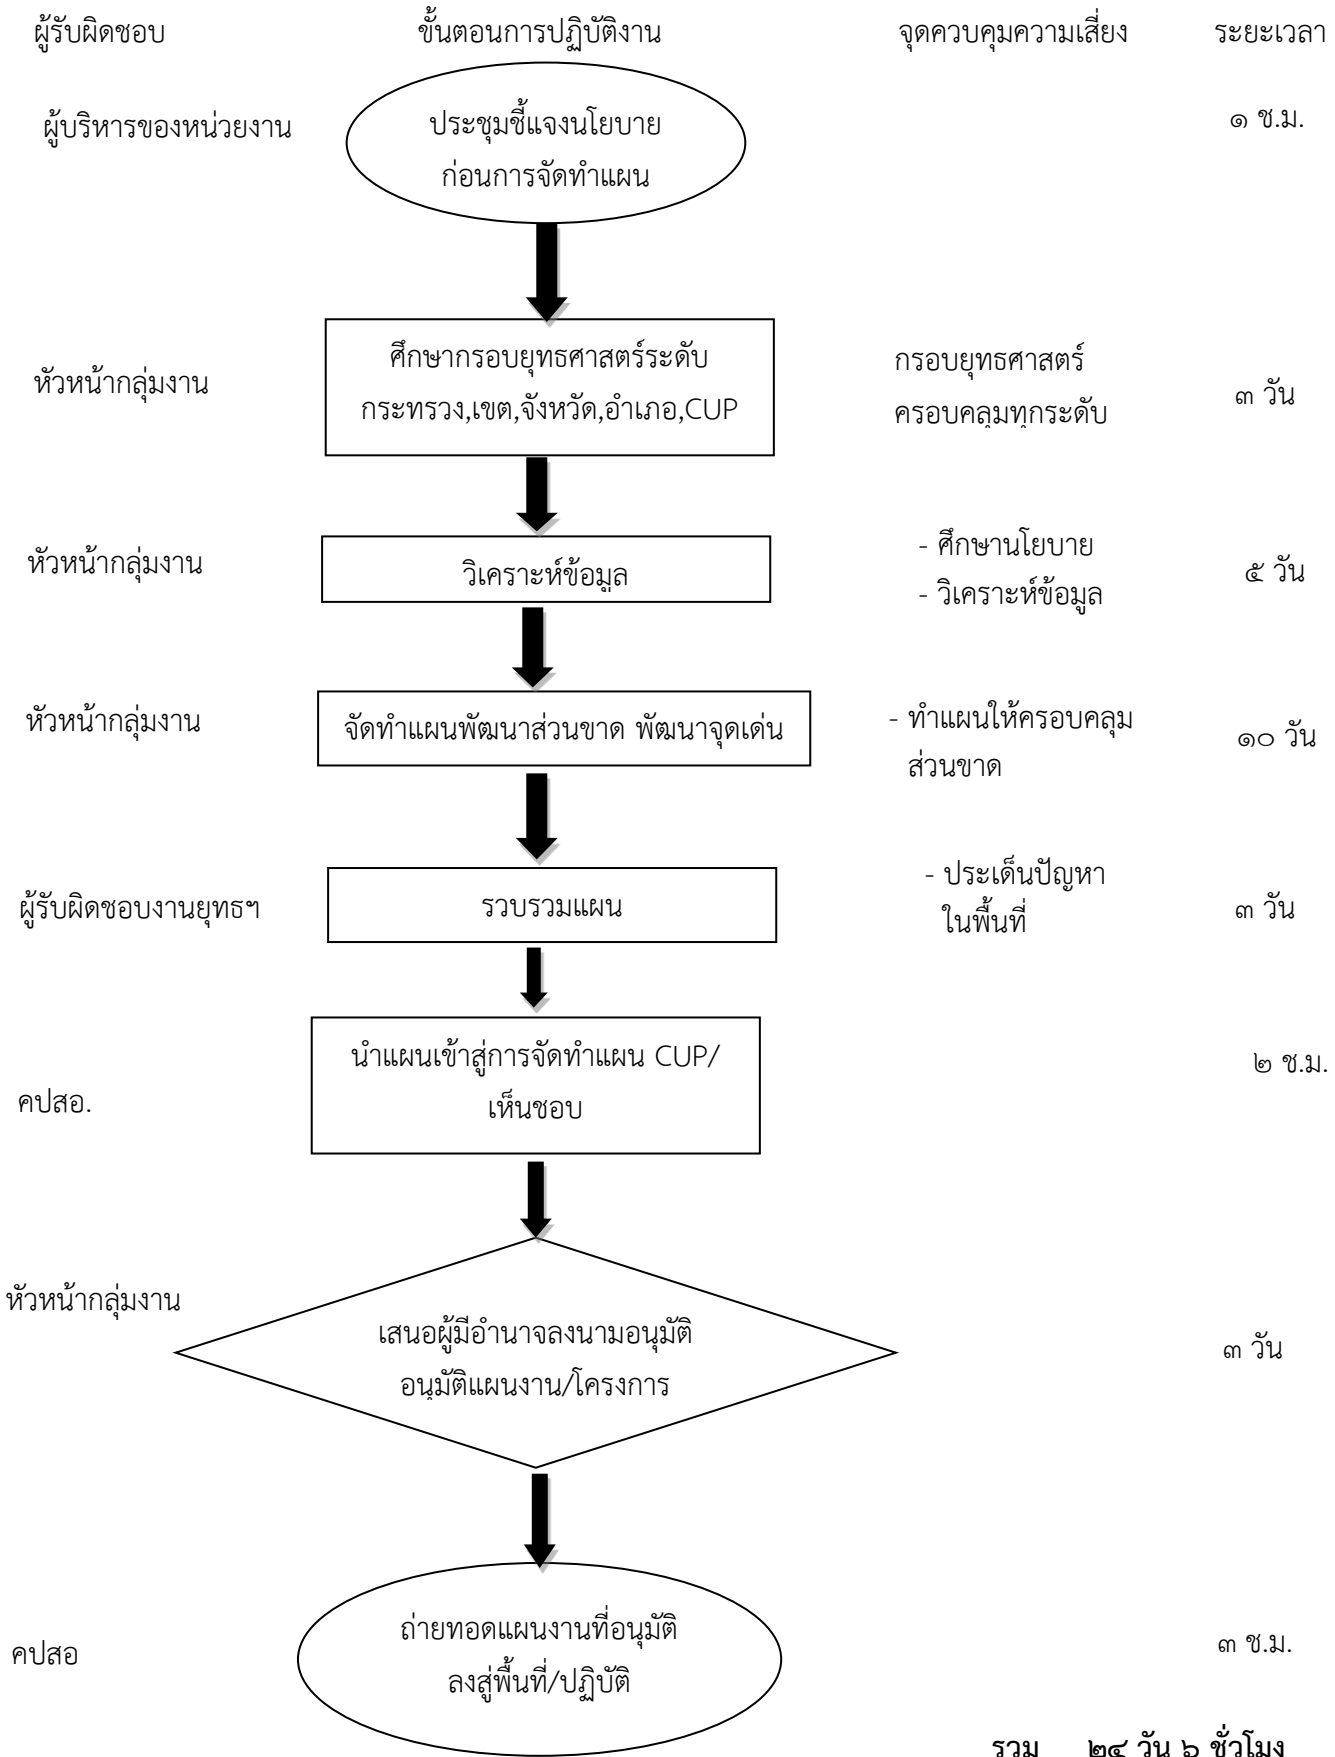 ผู้รับผิดชอบ ขั้นตอนการปฏิบัติงาน จุดควบคุมความเสี่ยง ระยะเวลา
ผู้บริหารของหน่วยงาน
ประชุมชี้แจงนโยบาย
ก่อนการจัดทำแผน
๑ ช.ม.
หัวหน้ากลุ่มงาน
ศึกษากรอบยุทธศาสตร์ระดับ
กระทรวง,เขต,จังหวัด,อำเภอ,CUP
กรอบยุทธศาสตร์
ครอบคลุมทุกระดับ
๓ วัน
หัวหน้ากลุ่มงาน
วิเคราะห์ข้อมูล
- ศึกษานโยบาย
- วิเคราะห์ข้อมูล
๕ วัน
หัวหน้ากลุ่มงาน
จัดทำแผนพัฒนาส่วนขาด พัฒนาจุดเด่น
- ทำแผนให้ครอบคลุม
ส่วนขาด
๑๐ วัน
ผู้รับผิดชอบงานยุทธฯ
รวบรวมแผน
- ประเด็นปัญหา
ในพื้นที่
๓ วัน
คปสอ.
นำแผนเข้าสู่การจัดทำแผน CUP/
เห็นชอบ
๒ ช.ม.
หัวหน้ากลุ่มงาน
เสนอผู้มีอำนาจลงนามอนุมัติ
อนุมัติแผนงาน/โครงการ
๓ วัน
คปสอ
ถ่ายทอดแผนงานที่อนุมัติ
ลงสู่พื้นที่/ปฏิบัติ
๓ ช.ม.
รวม ๒๔ วัน ๖ ชั่วโมง